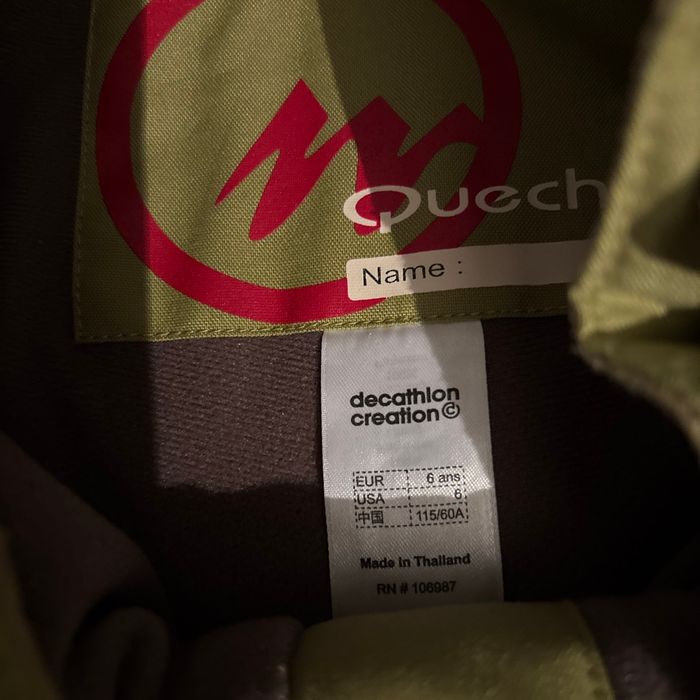 Quech
Name :
decathlon
creation©
EUR 6 ans
USA 6
中国 115/60A
Made in Thailand
RN # 106987